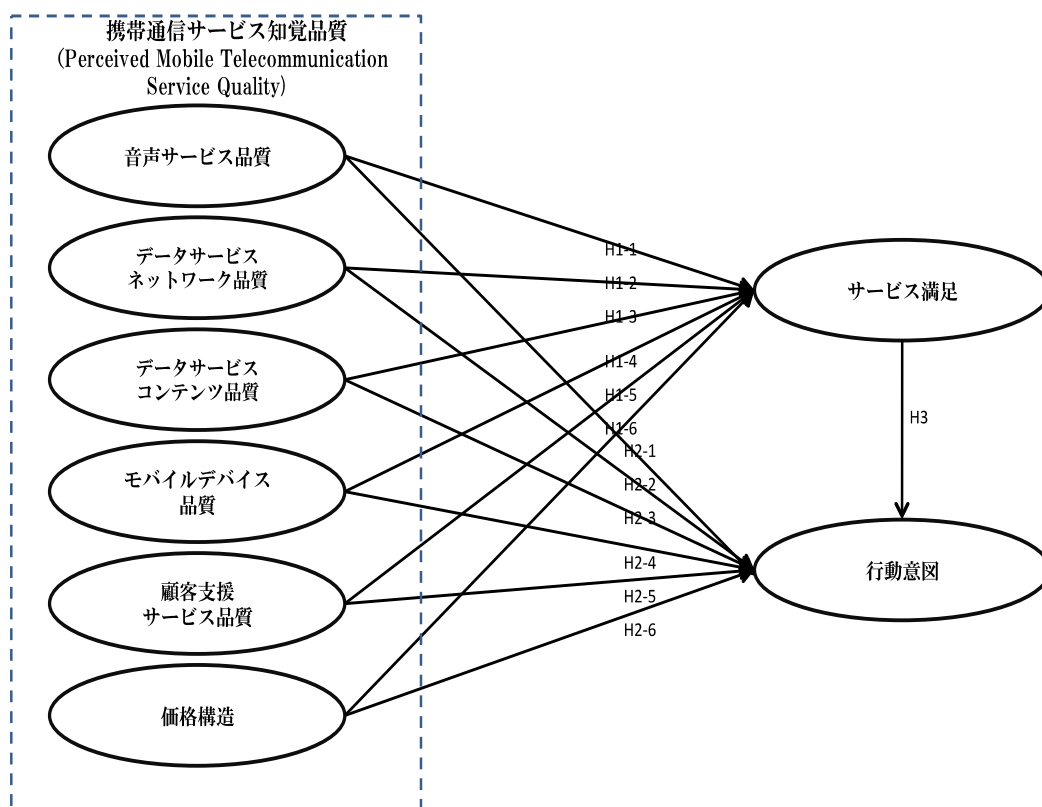 携帯通信サービス知覚品質
(Perceived Mobile Telecommunication
Service Quality)
音声サービス品質
データサービス
ネットワーク品質
データサービス
コンテンツ品質
モバイルデバイス
品質
顧客支援
サービス品質
価格構造
H1-1
H1-2
H1-3
H1-4
H1-5
H1-6
H2-1
H2-2
H2-3
H2-4
H2-5
H2-6
サービス満足
H3
行動意図